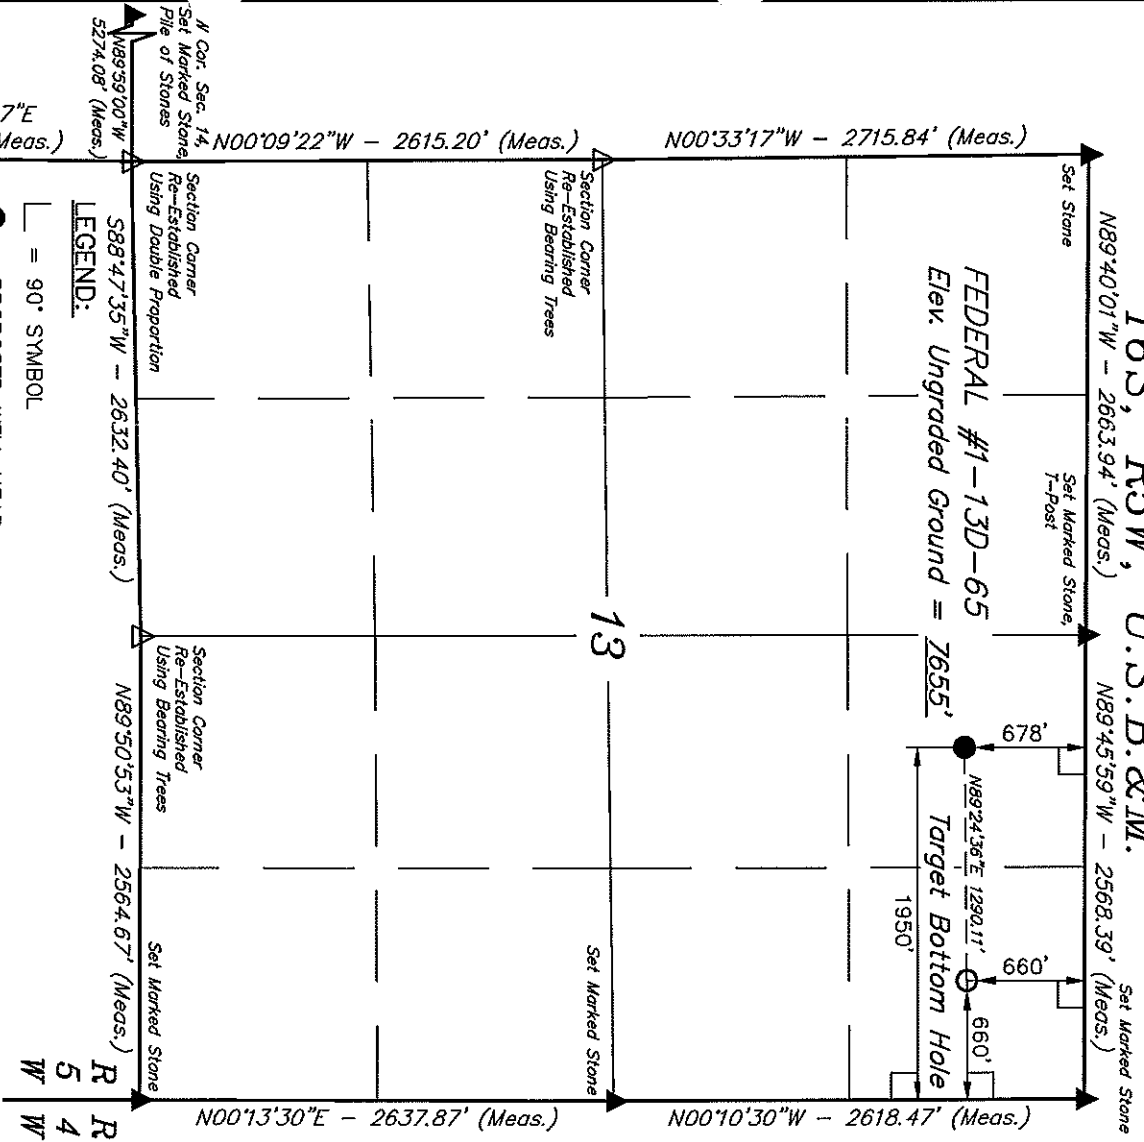 T6S, R5W, U.S.B.&M.
N89°40'01"W - 2663.94' (Meas.)
N89°45'59"W - 2568.39' (Meas.)
Set Marked Stone
Set Stone
Set Marked Stone,
T-Post
N00°33'17"W - 2715.84' (Meas.)
678'
660'
FEDERAL #1-13D-65
Elev. Ungraded Ground = 7655'
N89°24'36"E 1290.11'
660'
Target Bottom Hole
1950'
N00°10'30"W - 2618.47' (Meas.)
13
Section Corner
Re-Established
Using Bearing Trees
Set Marked Stone
N00°09'22"W - 2615.20' (Meas.)
N00°13'30"E - 2637.87' (Meas.)
N Cor. Sec. 14,
Set Marked Stone,
Pile of Stones
N89°59'00"W
5274.08' (Meas.)
Section Corner
Re-Established
Using Double Proportion
Section Corner
Re-Established
Using Bearing Trees
Set Marked Stone
S88°47'35"W - 2632.40' (Meas.)
N89°50'53"W - 2564.67' (Meas.)
R R
5 4
W W
7"E
Meas.)
LEGEND:
= 90° SYMBOL